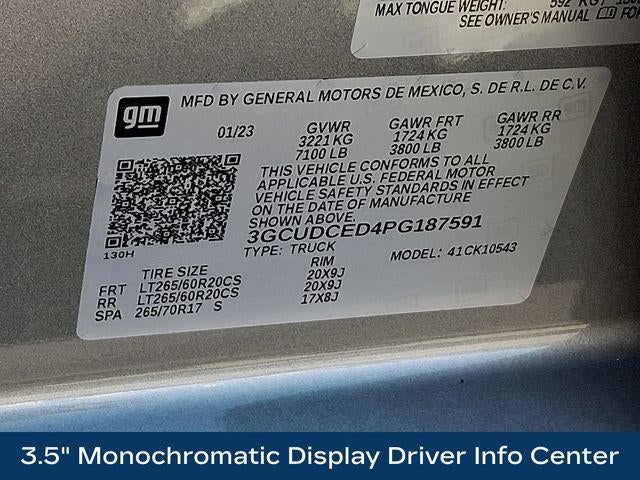 MAX TONGUE WEIGHT: 592 KG
SEE OWNER'S MANUAL FOR
gm
MFD BY GENERAL MOTORS DE MEXICO, S. DE R.L. DE C.V.
01/23 GVWR GAWR FRT GAWR RR
3221 KG 1724 KG 1724 KG
7100 LB 3800 LB 3800 LB
THIS VEHICLE CONFORMS TO ALL
APPLICABLE U.S. FEDERAL MOTOR
VEHICLE SAFETY STANDARDS IN EFFECT
ON THE DATE OF MANUFACTURE
SHOWN ABOVE.
3GCUDCED4PG187591
130H TYPE: TRUCK MODEL: 41CK10543
TIRE SIZE RIM
FRT LT265/60R20CS 20X9J
RR LT265/60R20CS 20X9J
SPA 265/70R17 S 17X8J
3.5" Monochromatic Display Driver Info Center